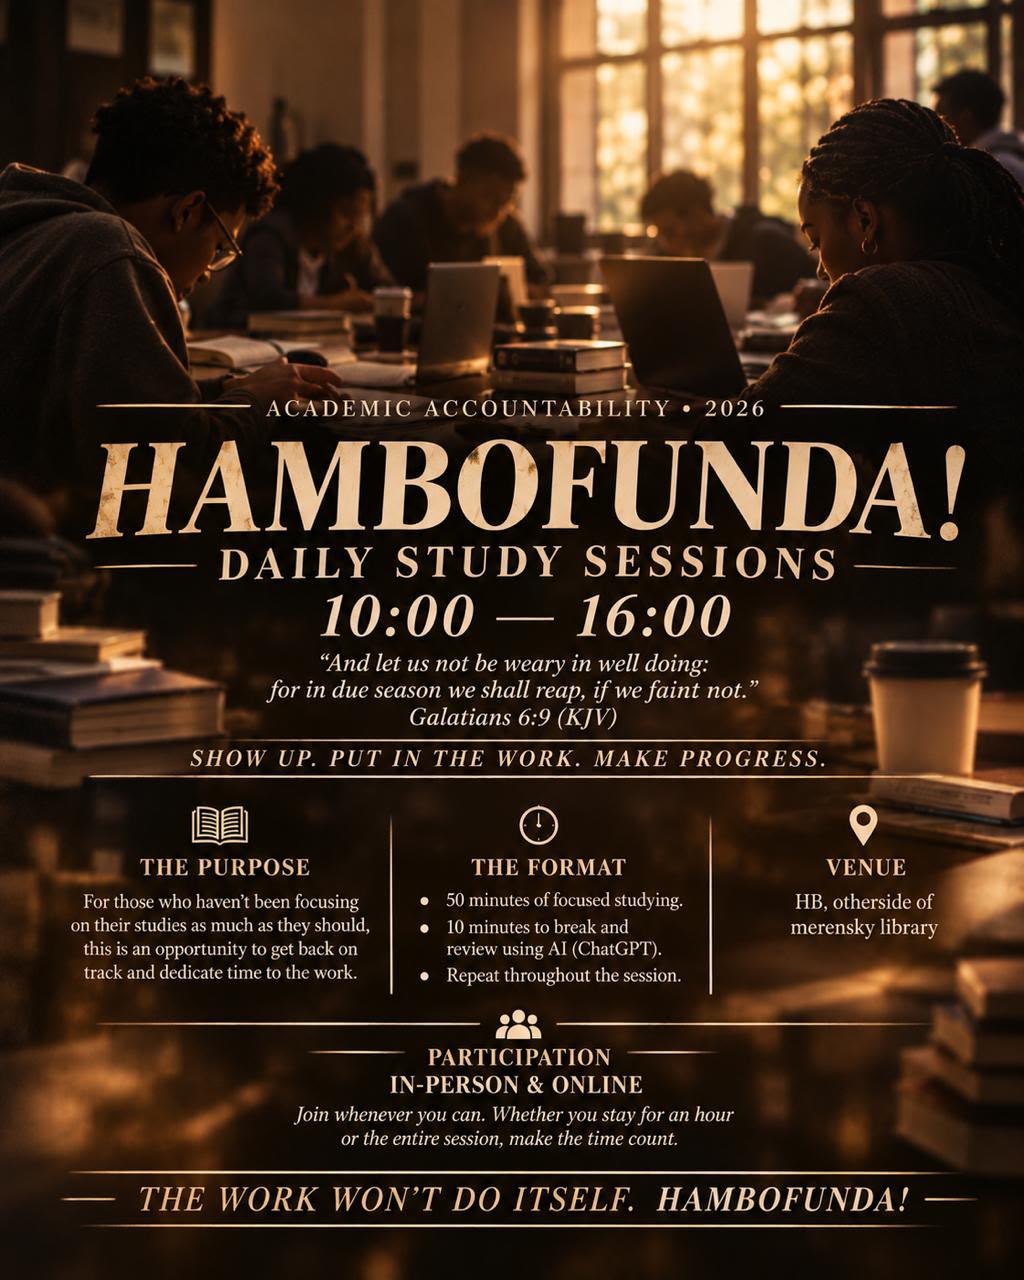 ACADEMIC ACCOUNTABILITY • 2026
HAMBOFUNDA!
DAILY STUDY SESSIONS
10:00 — 16:00
“And let us not be weary in well doing:
for in due season we shall reap, if we faint not.”
Galatians 6:9 (KJV)
SHOW UP. PUT IN THE WORK. MAKE PROGRESS.
THE PURPOSE
For those who haven’t been focusing
on their studies as much as they should,
this is an opportunity to get back on
track and dedicate time to the work.
THE FORMAT
• 50 minutes of focused studying.
• 10 minutes to break and
review using AI (ChatGPT).
• Repeat throughout the session.
VENUE
HB, otherside of
merensky library
PARTICIPATION
IN-PERSON & ONLINE
Join whenever you can. Whether you stay for an hour
or the entire session, make the time count.
THE WORK WON’T DO ITSELF. HAMBOFUNDA!